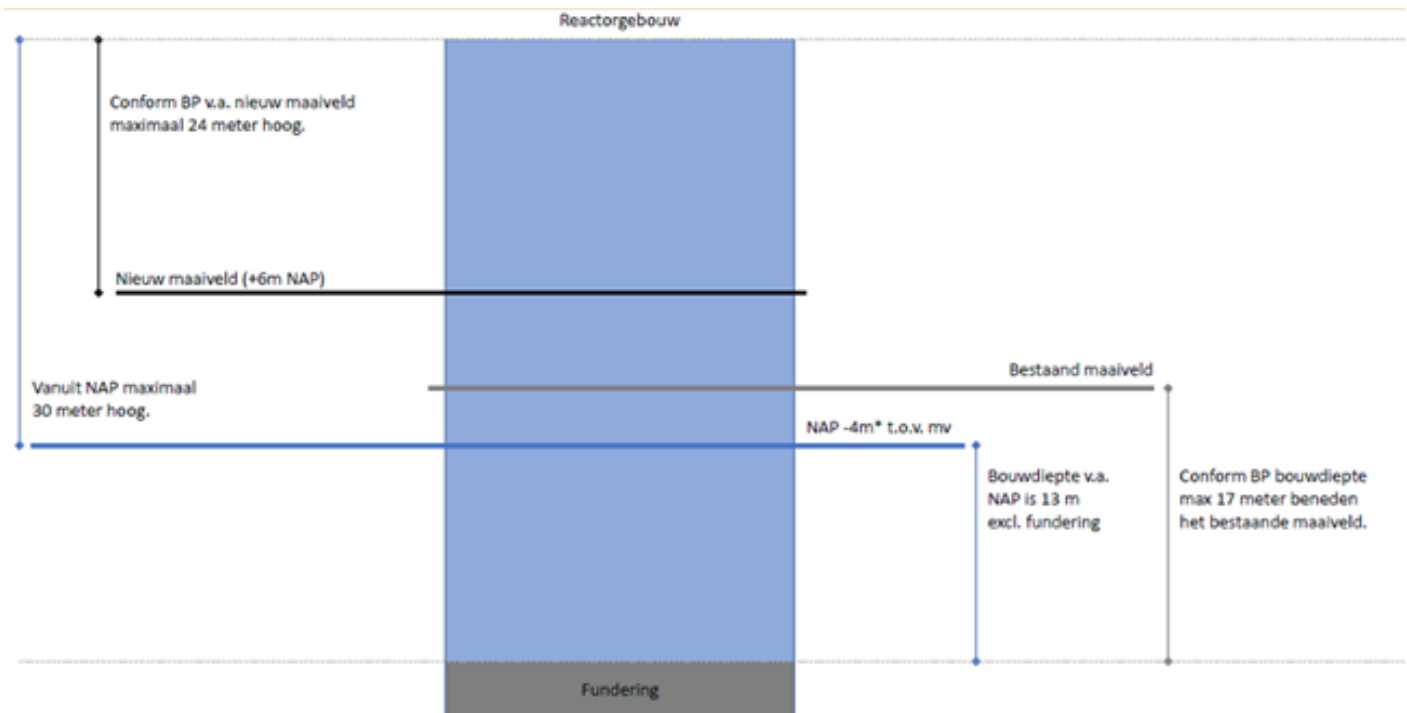 Reactorgebouw
Conform BP v.a. nieuw maaiveld
maximaal 24 meter hoog.
Nieuw maaiveld (+6m NAP)
Bestaand maaiveld
Vanuit NAP maximaal
30 meter hoog.
NAP -4m* t.o.v. mv
Bouwdiepte v.a.
NAP is 13 m
excl. fundering
Conform BP bouwdiepte
max 17 meter beneden
het bestaande maaiveld.
Fundering